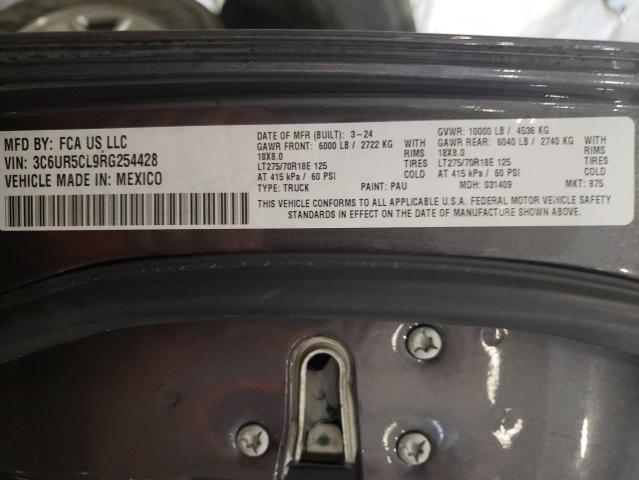 MFD BY: FCA US LLC
VIN: 3C6UR5CL9RG254428
VEHICLE MADE IN: MEXICO
DATE OF MFR (BUILT): 3-24 GVWR: 10000 LB / 4536 KG
GAWR FRONT: 6000 LB / 2722 KG WITH GAWR REAR: 6040 LB / 2740 KG WITH
18X8.0 RIMS 18X8.0 RIMS
LT275/70R18E 125 TIRES LT275/70R18E 125 TIRES
AT 415 kPa / 60 PSI COLD AT 415 kPa / 60 PSI COLD
TYPE: TRUCK PAINT: PAU MDH: 031409 MKT: 875
THIS VEHICLE CONFORMS TO ALL APPLICABLE U.S.A. FEDERAL MOTOR VEHICLE SAFETY
STANDARDS IN EFFECT ON THE DATE OF MANUFACTURE SHOWN ABOVE.